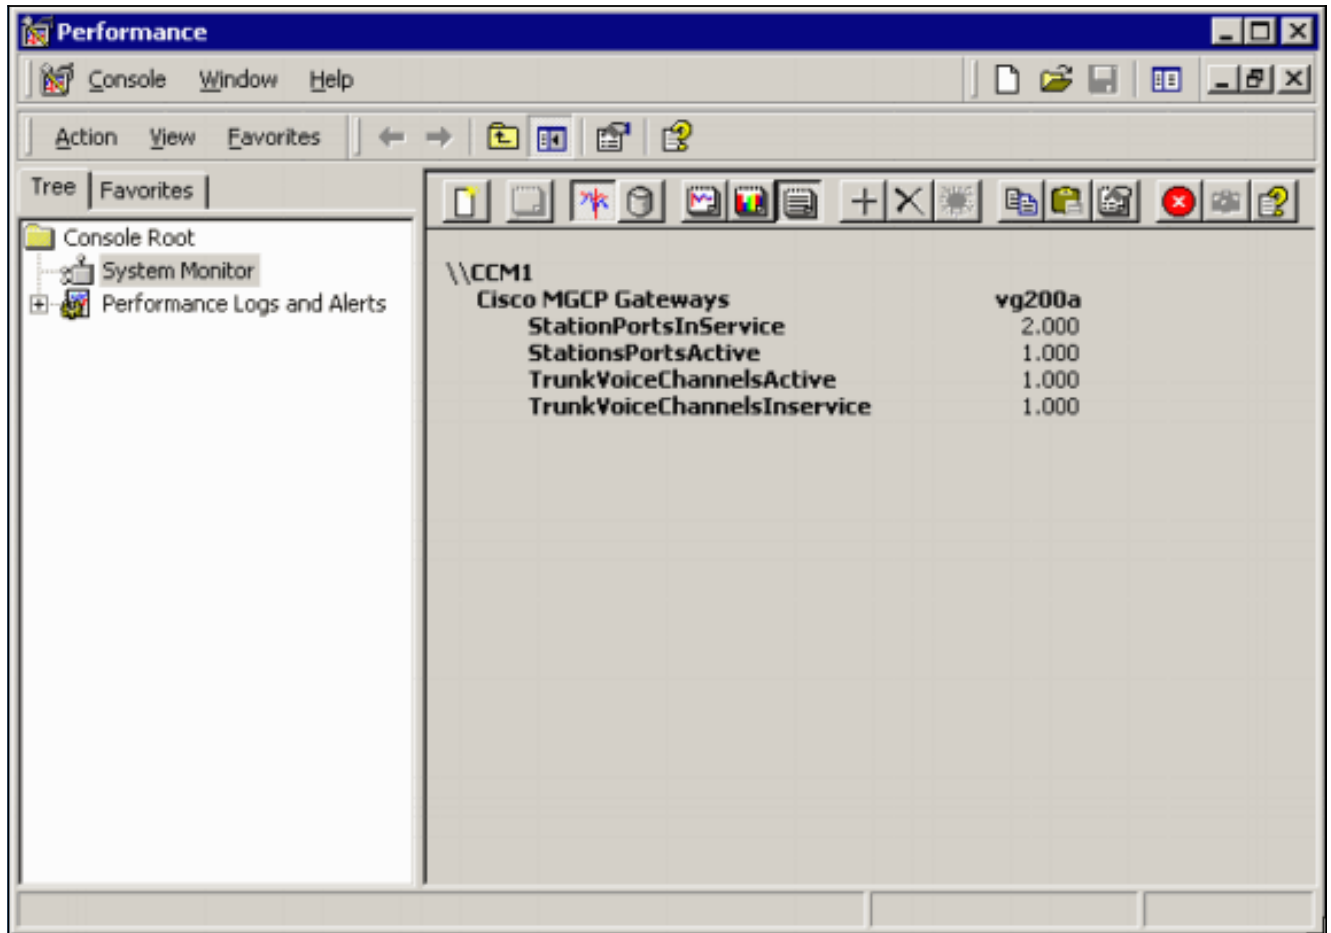 Performance
Console Window Help
Action View Favorites
Tree Favorites
Console Root
System Monitor
Performance Logs and Alerts
\\CCM1
Cisco MGCP Gateways vg200a
StationPortsInService 2.000
StationsPortsActive 1.000
TrunkVoiceChannelsActive 1.000
TrunkVoiceChannelsInservice 1.000